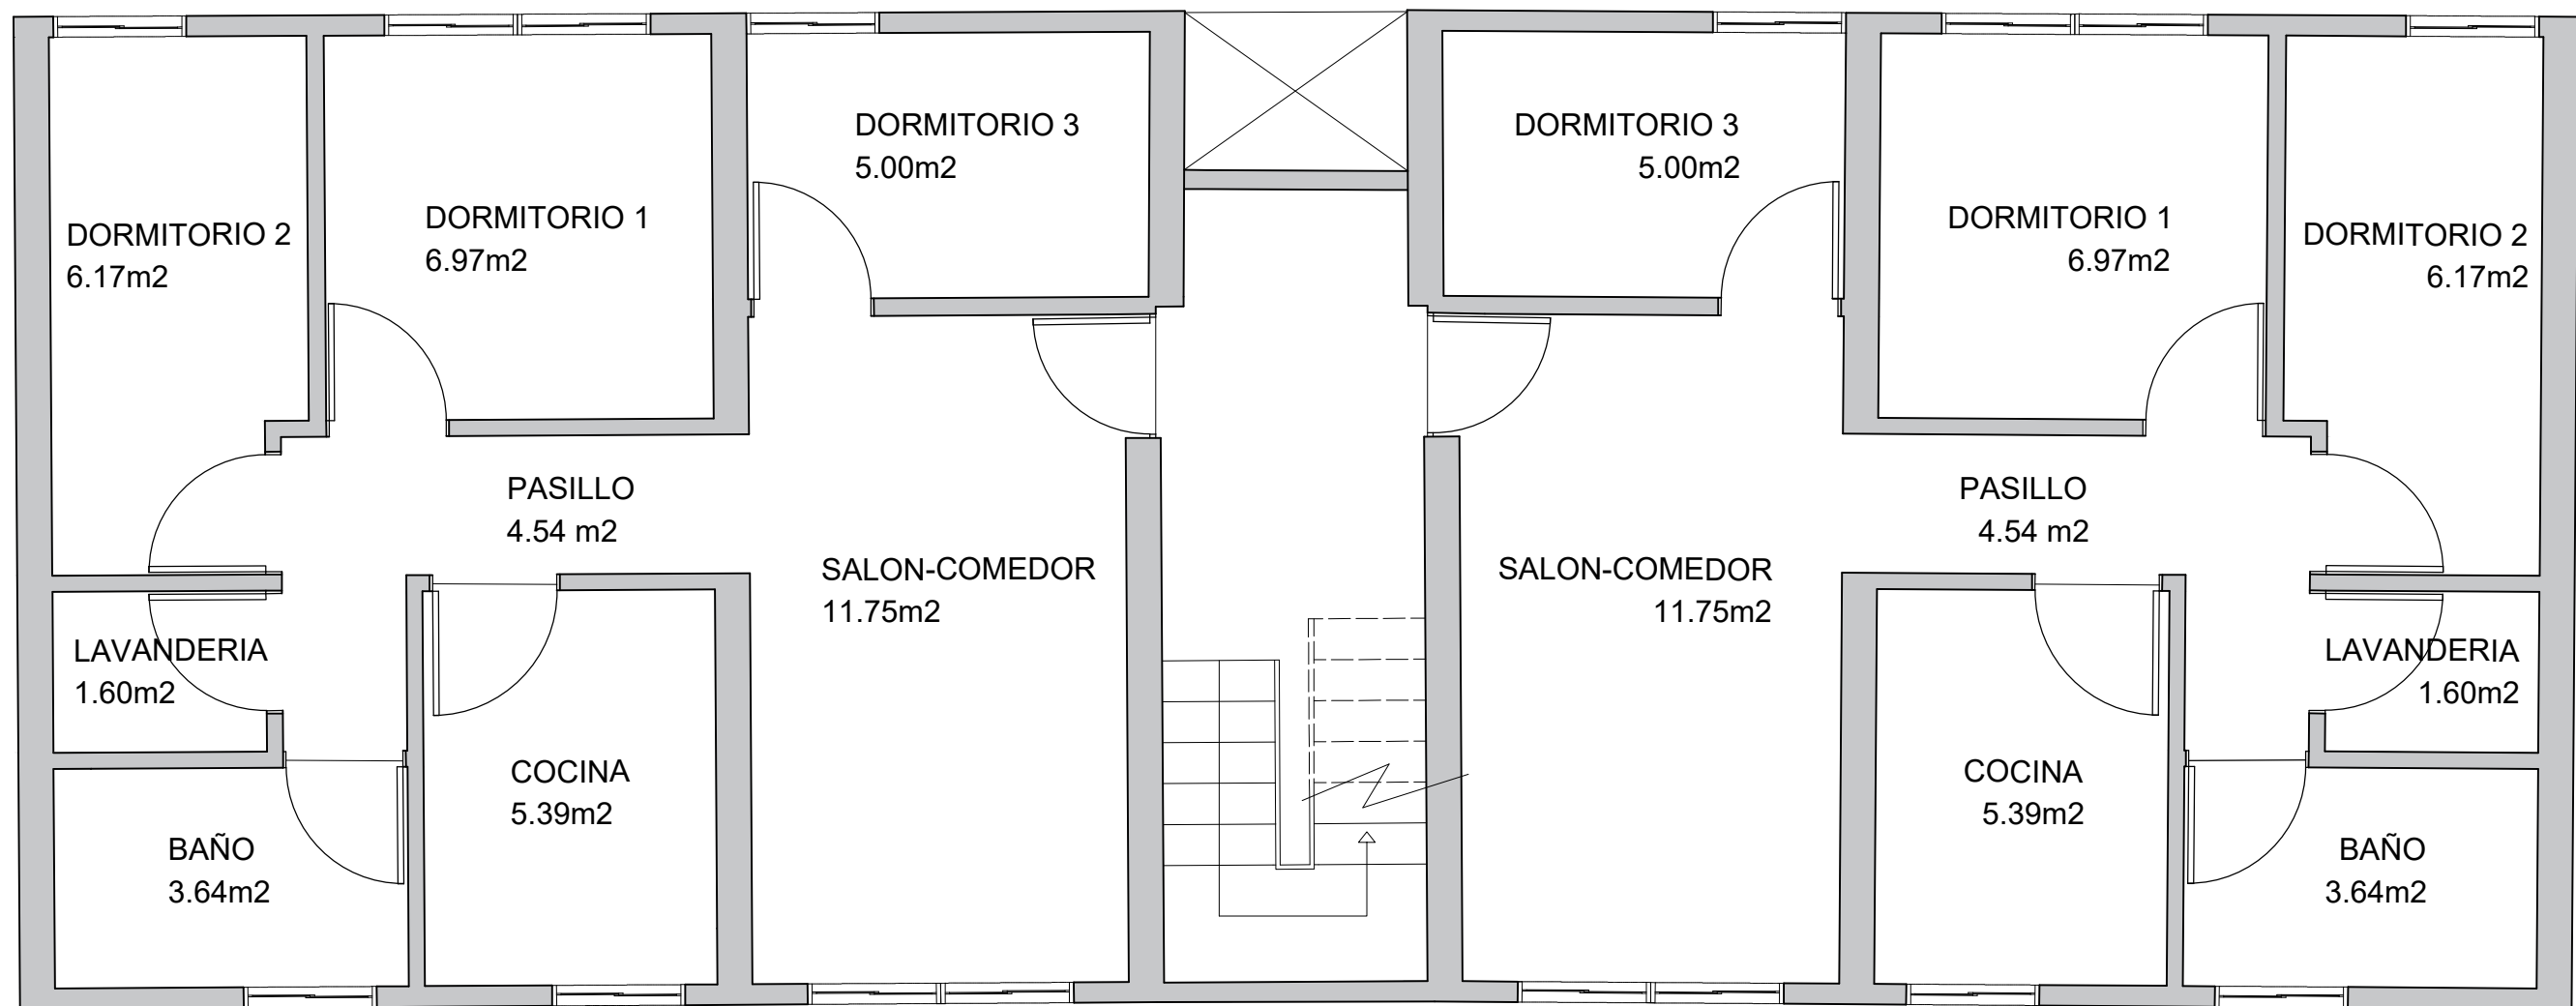 DORMITORIO 3
5.00m2
DORMITORIO 3
5.00m2
DORMITORIO 2
6.17m2
DORMITORIO 1
6.97m2
DORMITORIO 1
6.97m2
DORMITORIO 2
6.17m2
PASILLO
4.54 m2
PASILLO
4.54 m2
SALON-COMEDOR
11.75m2
SALON-COMEDOR
11.75m2
LAVANDERIA
1.60m2
LAVANDERIA
1.60m2
COCINA
5.39m2
COCINA
5.39m2
BAÑO
3.64m2
BAÑO
3.64m2